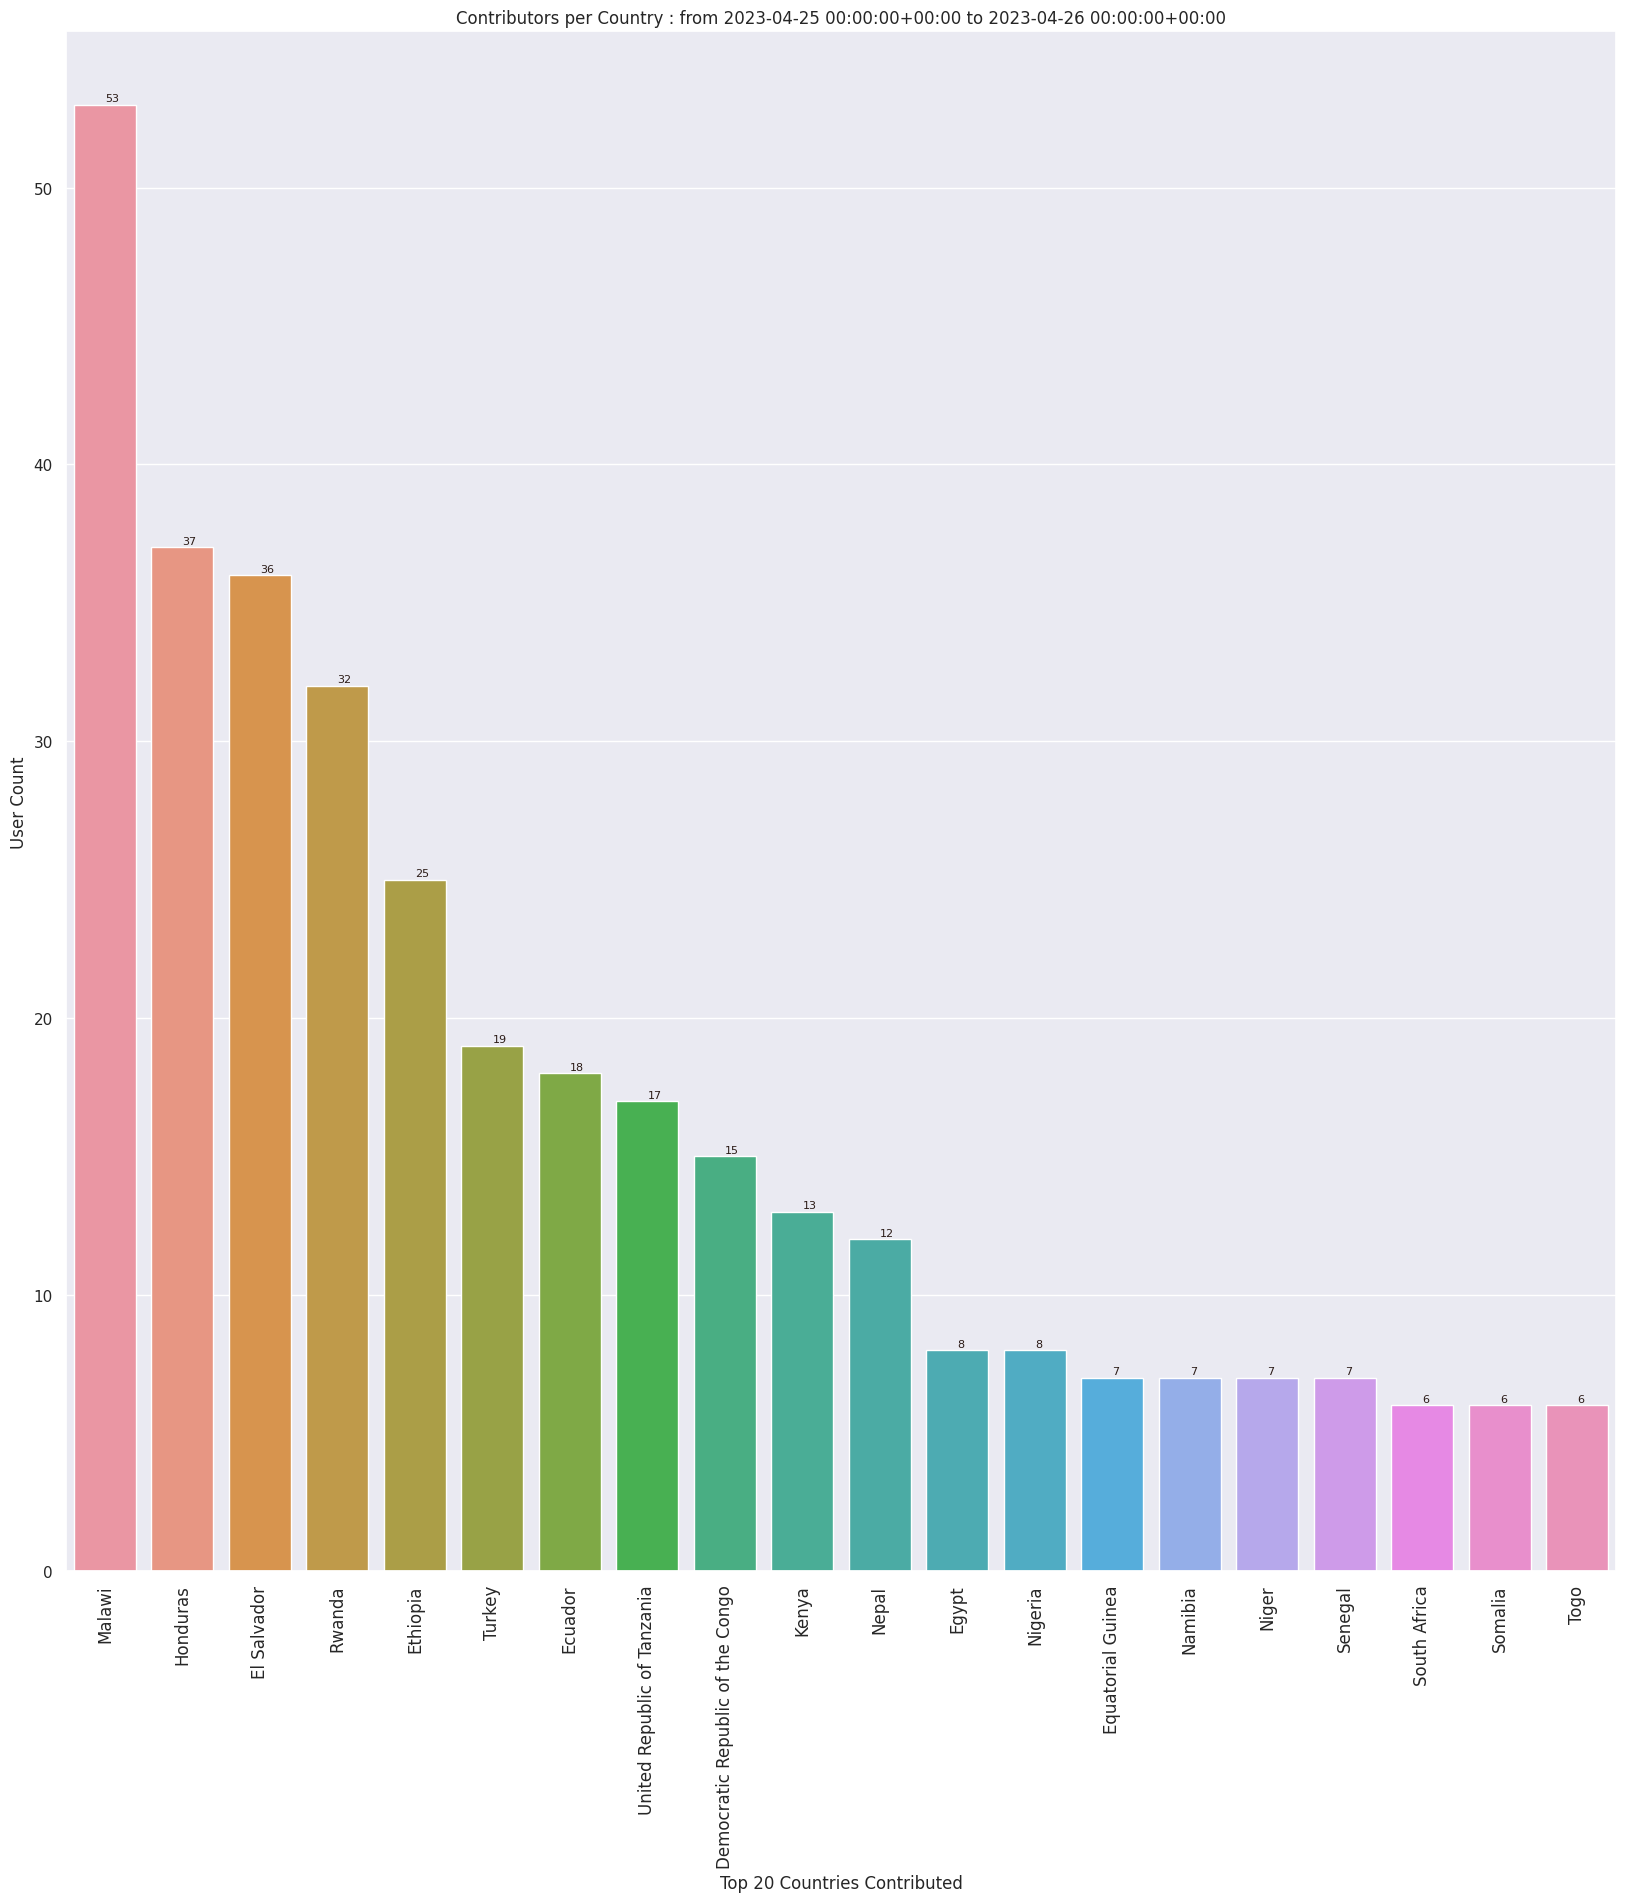 Contributors per Country : from 2023-04-25 00:00:00+00:00 to 2023-04-26 00:00:00+00:00
User Count
50
40
30
20
10
0
53
37
36
32
25
19
18
17
15
13
12
8
8
7
7
7
7
6
6
6
Malawi
Honduras
El Salvador
Rwanda
Ethiopia
Turkey
Ecuador
United Republic of Tanzania
Democratic Republic of the Congo
Kenya
Nepal
Egypt
Nigeria
Equatorial Guinea
Namibia
Niger
Senegal
South Africa
Somalia
Togo
Top 20 Countries Contributed